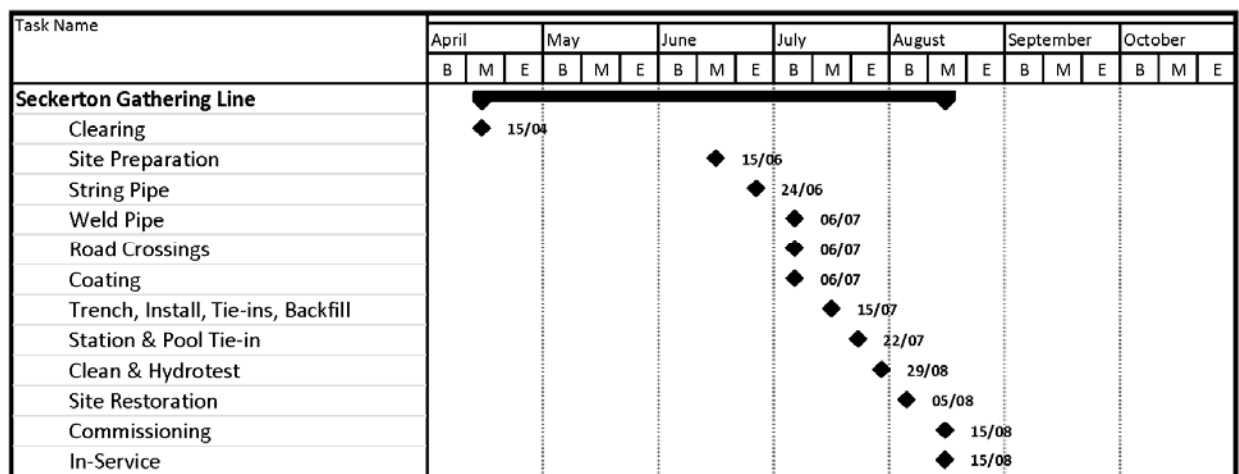 Task Name
April May June July August September October
B M E B M E B M E B M E B M E B M E B M E
Seckerton Gathering Line
Clearing 15/04
Site Preparation 15/06
String Pipe 24/06
Weld Pipe 06/07
Road Crossings 06/07
Coating 06/07
Trench, Install, Tie-ins, Backfill 15/07
Station & Pool Tie-in 22/07
Clean & Hydrotest 29/08
Site Restoration 05/08
Commissioning 15/08
In-Service 15/08